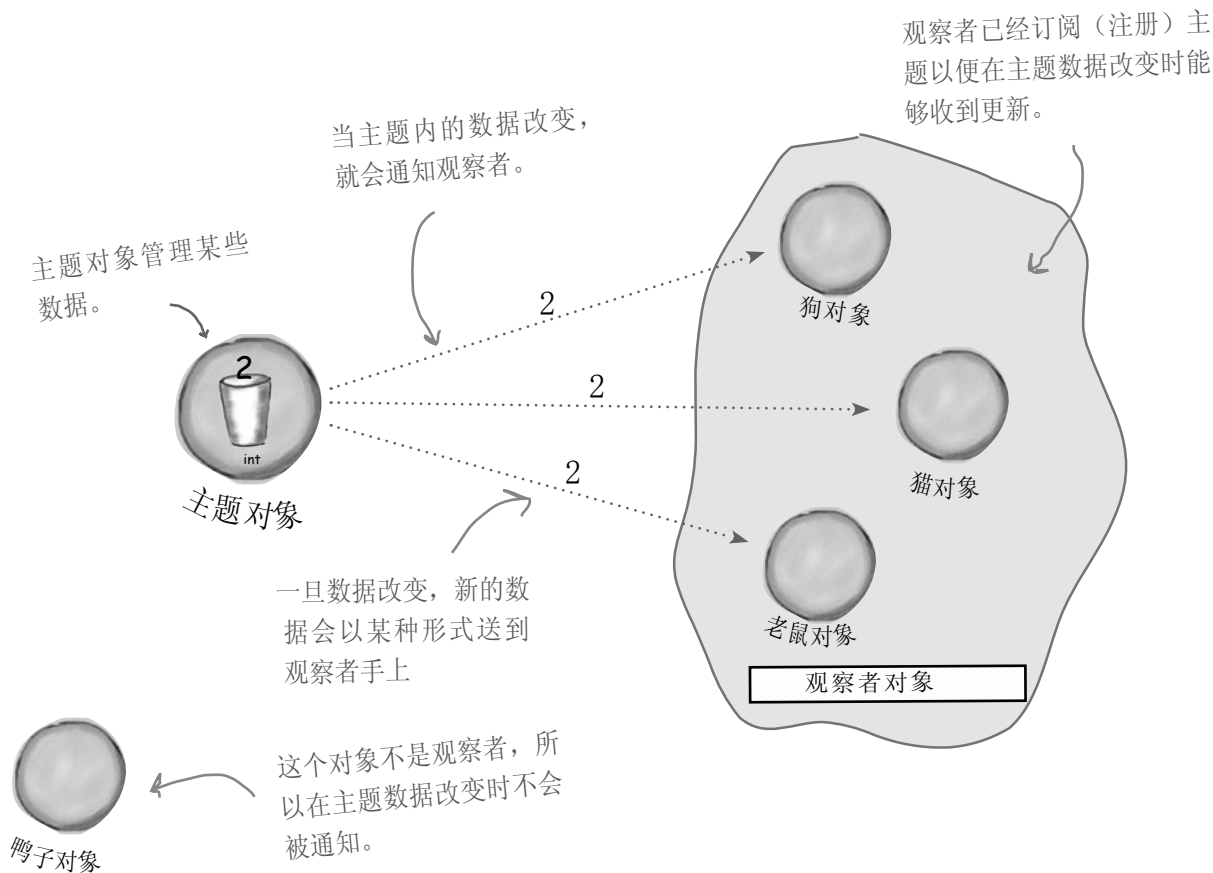 观察者已经订阅（注册）主
题以便在主题数据改变时能
够收到更新。
当主题内的数据改变，
就会通知观察者。
主题对象管理某些
数据。
2
int
主题对象
2
2
2
狗对象
猫对象
老鼠对象
观察者对象
一旦数据改变，新的数
据会以某种形式送到
观察者手上
这个对象不是观察者，所
以在主题数据改变时不会
被通知。
鸭子对象